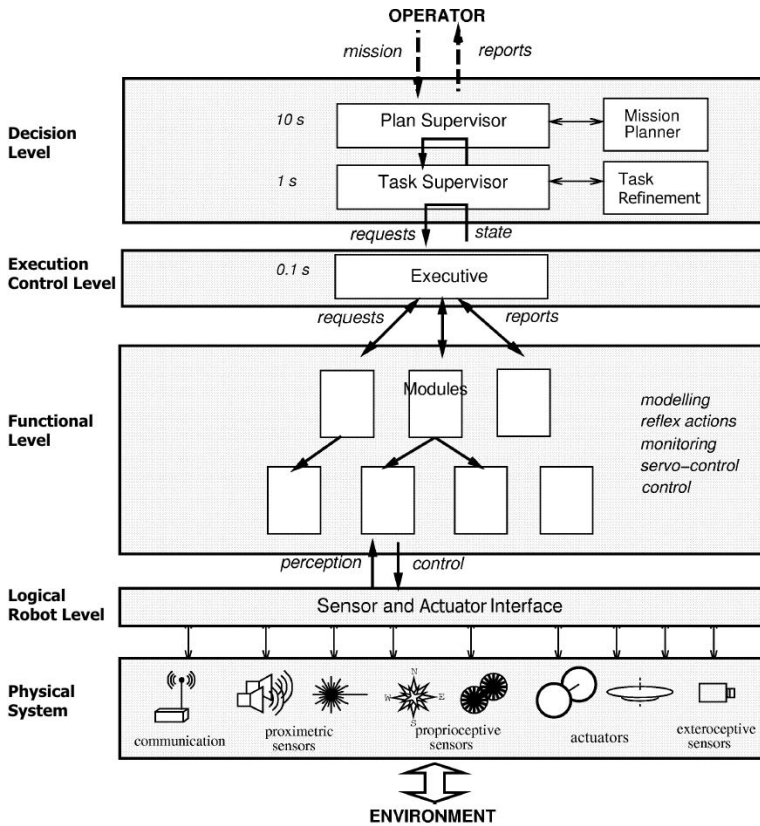 OPERATOR
mission
reports
Decision
Level
10 s
Plan Supervisor
Mission
Planner
1 s
Task Supervisor
Task
Refinement
requests
state
Execution
Control Level
0.1 s
Executive
requests
reports
Functional
Level
Modules
modelling
reflex actions
monitoring
servo-control
control
perception
control
Logical
Robot Level
Sensor and Actuator Interface
Physical
System
N
W
E
S
communication
proximetric
sensors
proprioceptive
sensors
actuators
exteroceptive
sensors
ENVIRONMENT